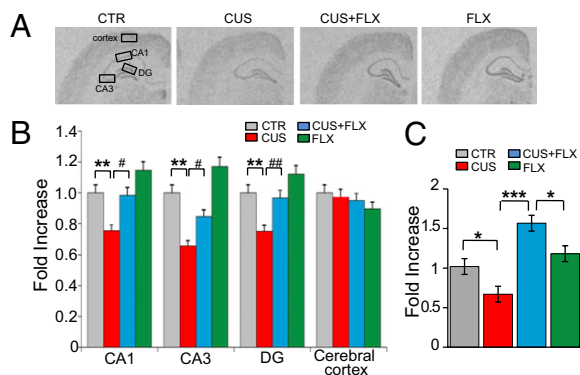 A
CTR CUS CUS+FLX FLX
cortex
CA1
DG
CA3
B
CTR CUS+FLX
CUS FLX
Fold Increase
1.4
1.2
1.0
0.8
0.6
0.4
0.2
0
** # ** # ** ##
CA1 CA3 DG Cerebral cortex
C
CTR CUS+FLX
CUS FLX
Fold Increase
2
1.5
1
0.5
0
* *** *